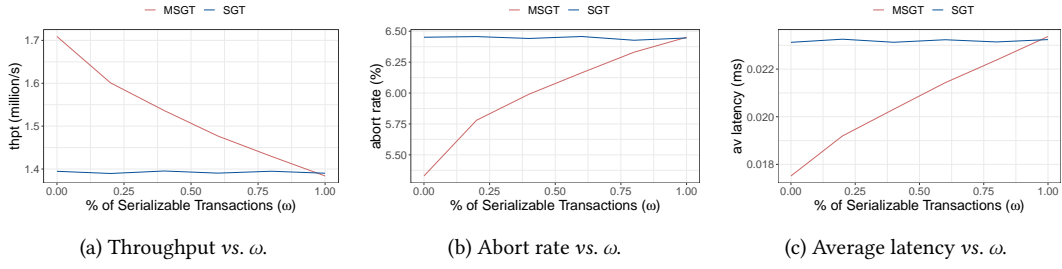 MSGT SGT
thpt (million/s)
1.7
1.6
1.5
1.4
0.00 0.25 0.50 0.75 1.00
% of Serializable Transactions (ω)
(a) Throughput vs. ω.
MSGT SGT
abort rate (%)
6.50
6.25
6.00
5.75
5.50
0.00 0.25 0.50 0.75 1.00
% of Serializable Transactions (ω)
(b) Abort rate vs. ω.
MSGT SGT
av latency (ms)
0.022
0.020
0.018
0.00 0.25 0.50 0.75 1.00
% of Serializable Transactions (ω)
(c) Average latency vs. ω.